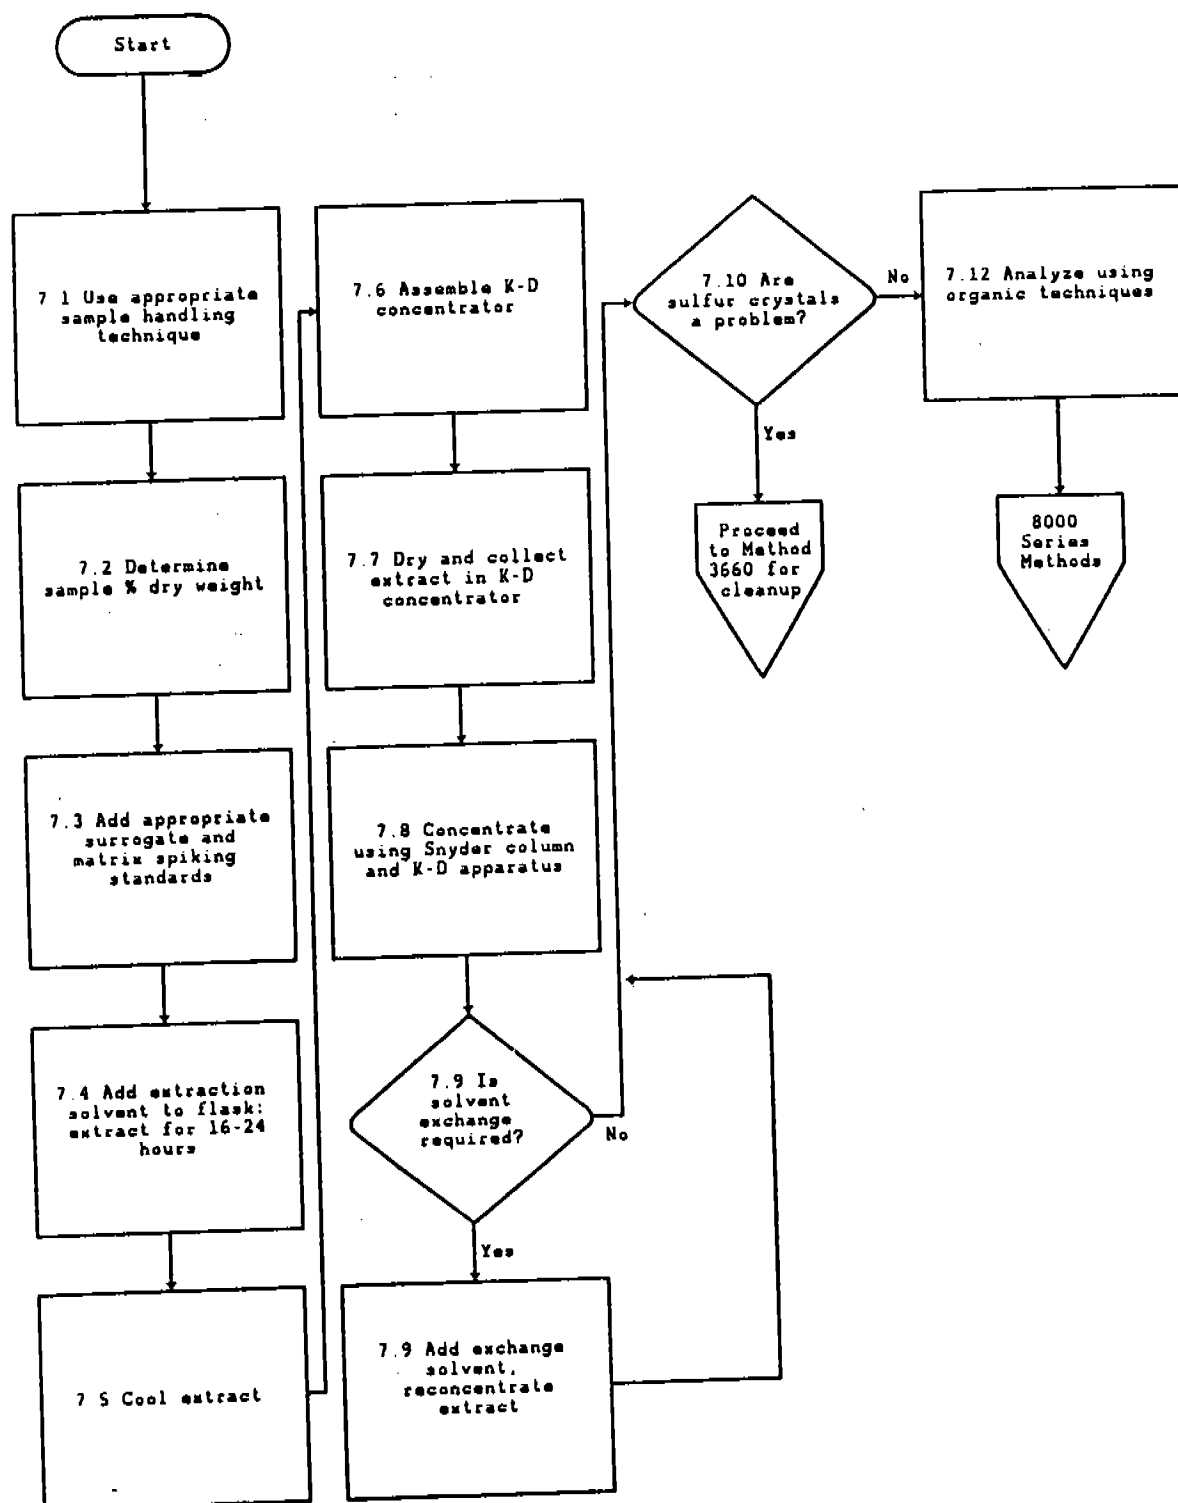 Start
7 1 Use appropriate
sample handling
technique
7.2 Determine
sample % dry weight
7.3 Add appropriate
surrogate and
matrix spiking
standards
7.4 Add extraction
solvent to flask:
extract for 16-24
hours
7 5 Cool extract
7.6 Assemble K-D
concentrator
7.7 Dry and collect
extract in K-D
concentrator
7.8 Concentrate
using Snyder column
and K-D apparatus
7.9 Is
solvent
exchange
required?
No
Yes
7.9 Add exchange
solvent,
reconcentrate
extract
7.10 Are
sulfur crystals
a problem?
No
Yes
Proceed
to Method
3660 for
cleanup
7.12 Analyze using
organic techniques
8000
Series
Methods